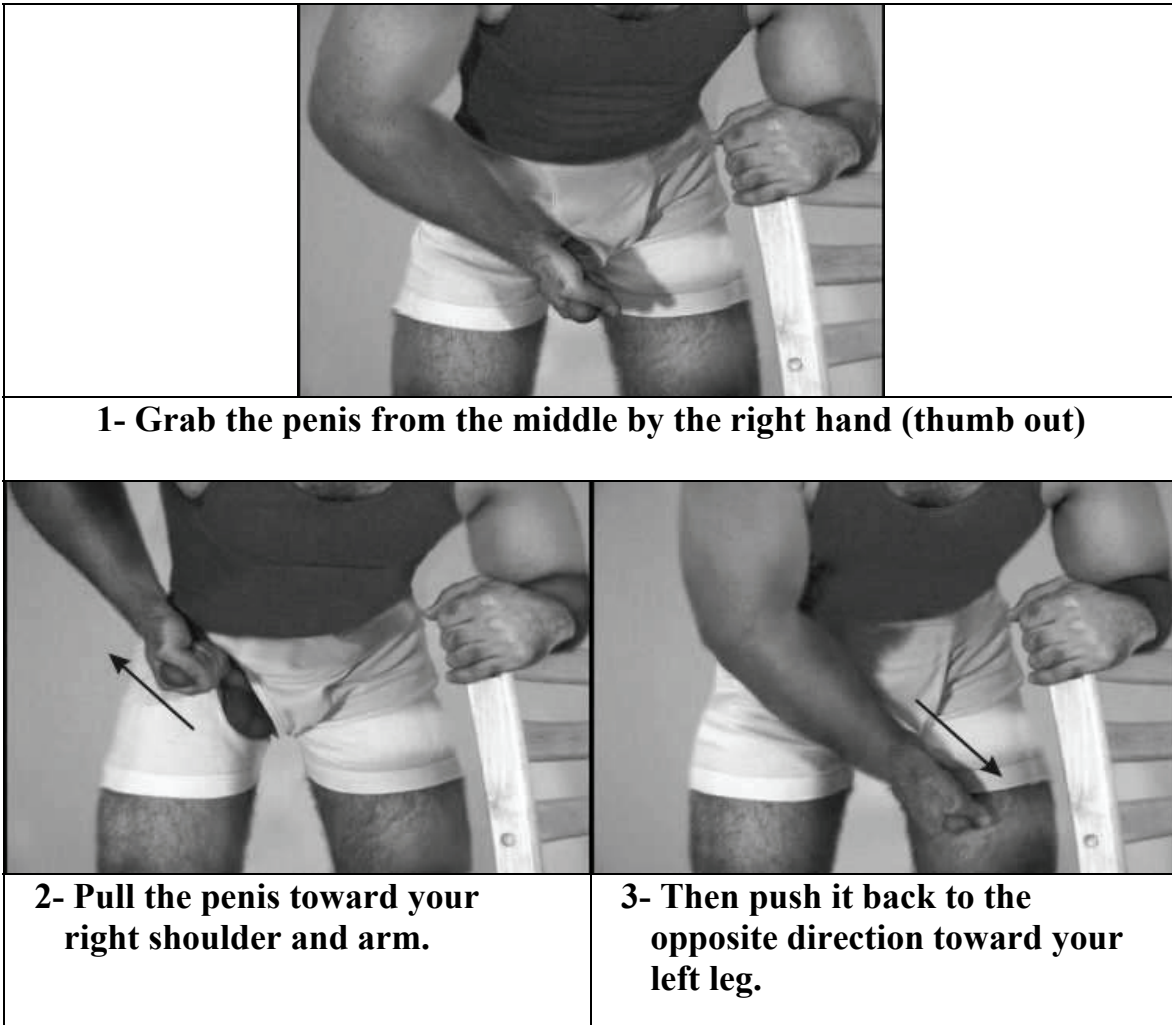 1- Grab the penis from the middle by the right hand (thumb out)
2- Pull the penis toward your
right shoulder and arm.
3- Then push it back to the
opposite direction toward your
left leg.